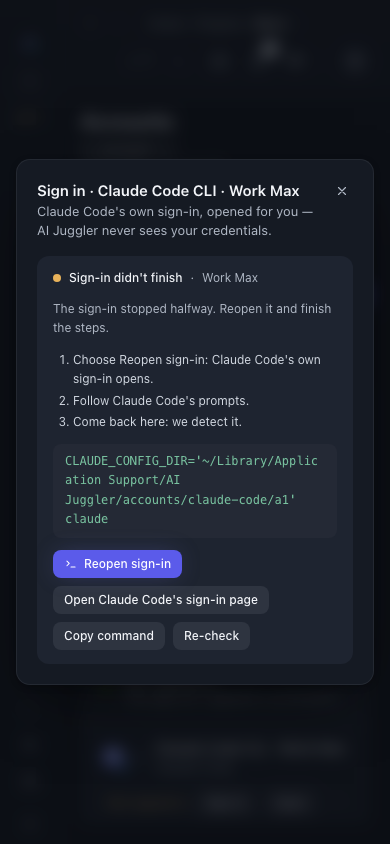 Sign in · Claude Code CLI · Work Max
Claude Code's own sign-in, opened for you —
AI Juggler never sees your credentials.
Sign-in didn't finish · Work Max
The sign-in stopped halfway. Reopen it and finish
the steps.
1. Choose Reopen sign-in: Claude Code's own
sign-in opens.
2. Follow Claude Code's prompts.
3. Come back here: we detect it.
CLAUDE_CONFIG_DIR='~/Library/Applic
ation Support/AI
Juggler/accounts/claude-code/a1'
claude
Reopen sign-in
Open Claude Code's sign-in page
Copy command Re-check